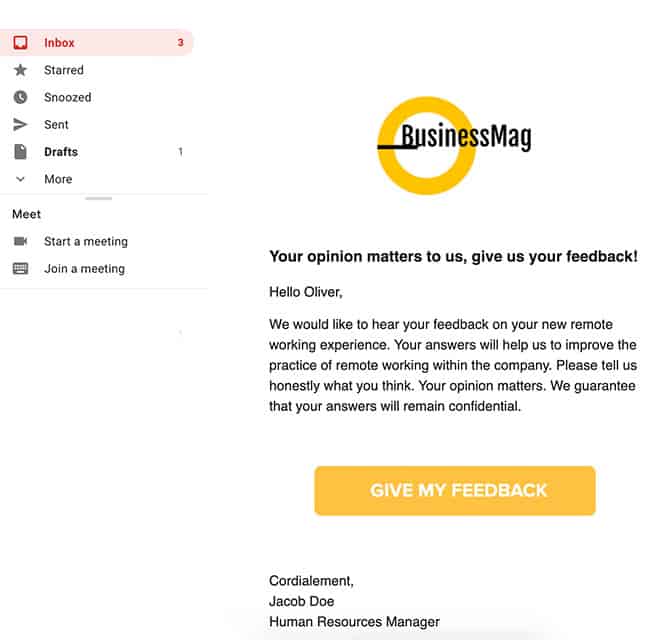 Inbox 3
Starred
Snoozed
Sent
Drafts 1
More
Meet
Start a meeting
Join a meeting
BusinessMag
Your opinion matters to us, give us your feedback!
Hello Oliver,
We would like to hear your feedback on your new remote
working experience. Your answers will help us to improve the
practice of remote working within the company. Please tell us
honestly what you think. Your opinion matters. We guarantee
that your answers will remain confidential.
GIVE MY FEEDBACK
Cordialement,
Jacob Doe
Human Resources Manager